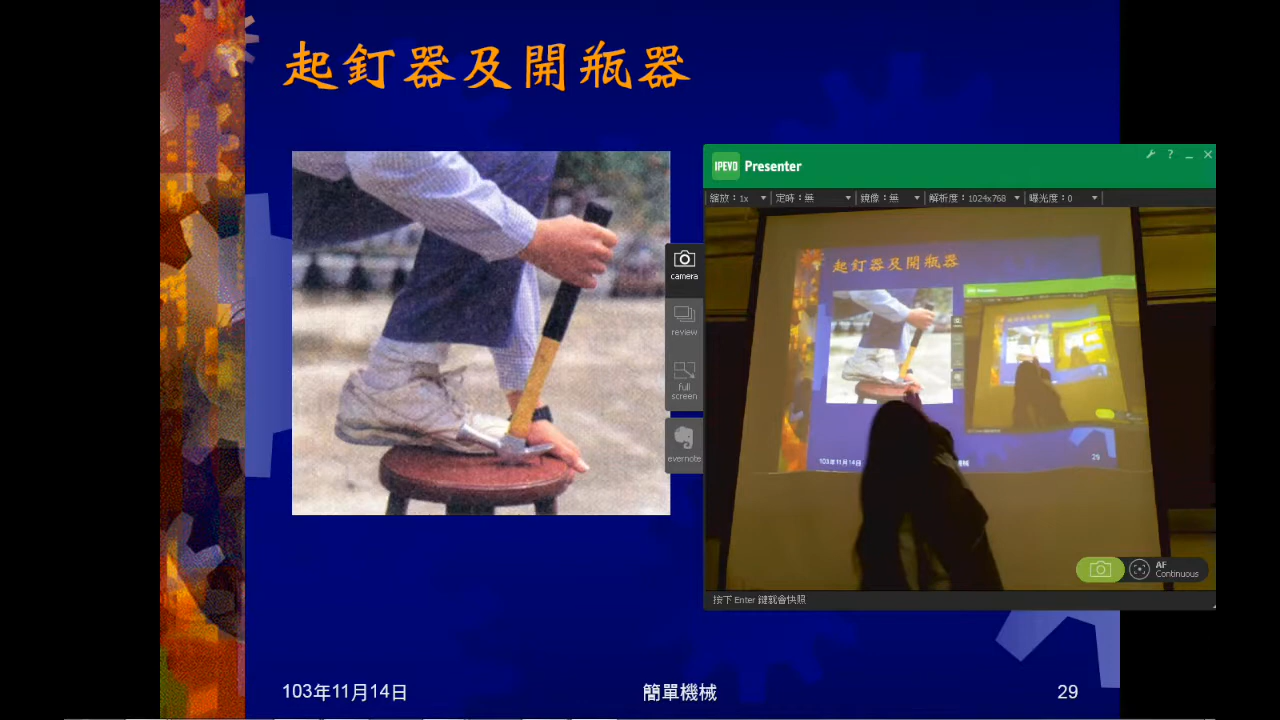 起釘器及開瓶器
IPEVO Presenter
縮放：1x 定時：無 鏡像：無 解析度：1024x768 曝光度：0
camera
review
full
screen
evernote
起釘器及開瓶器
103年11月14日
29
AF
Continuous
按下 Enter 鍵就會快照
103年11月14日
簡單機械
29